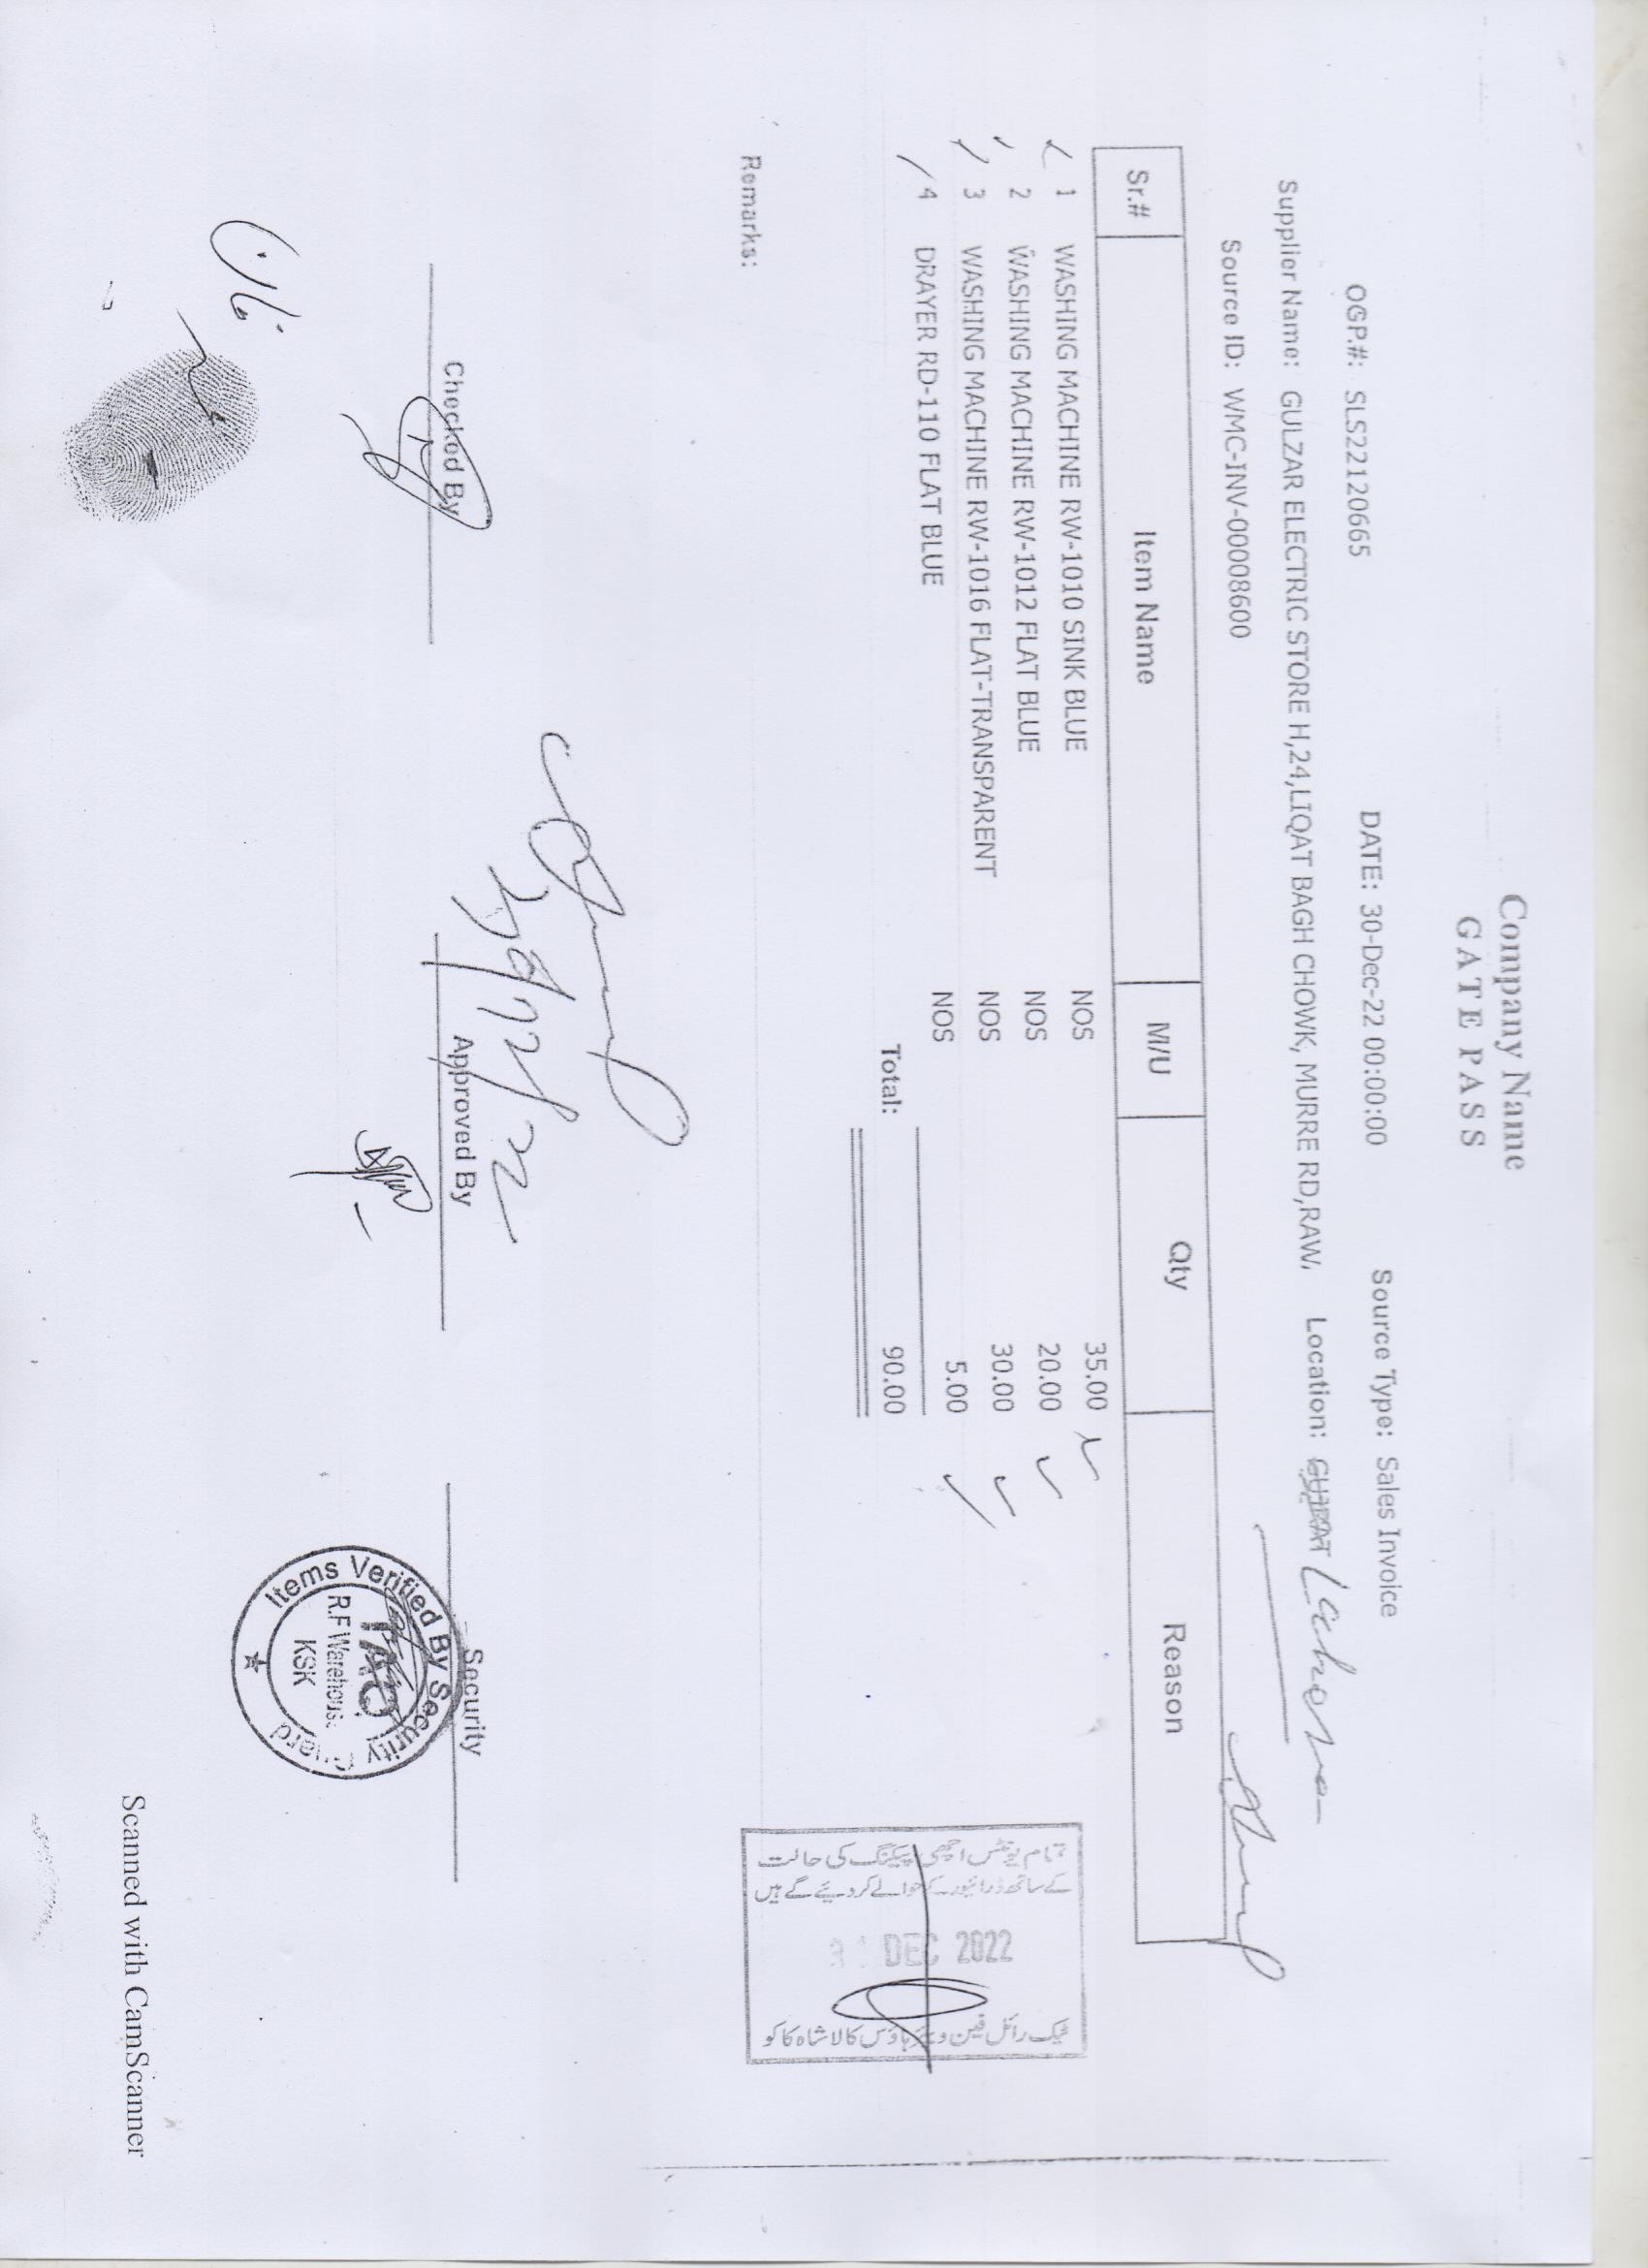 Company Name
GATE PASS
OGP.#: SLS22120665 DATE: 30-Dec-22 00:00:00 Source Type: Sales Invoice
Supplier Name: GULZAR ELECTRIC STORE H,24,LIQAT BAGH CHOWK, MURRE RD,RAW, Location: GUJRAT Lahore
Source ID: WMC-INV-00008600
Sr.# Item Name M/U Qty Reason
1 WASHING MACHINE RW-1010 SINK BLUE NOS 35.00
2 WASHING MACHINE RW-1012 FLAT BLUE NOS 20.00
3 WASHING MACHINE RW-1016 FLAT-TRANSPARENT NOS 30.00
4 DRAYER RD-110 FLAT BLUE NOS 5.00
Total: 90.00
DEC 2022
Remarks:
Checked By Approved By Security
Items Verified By Security Guard
R.F Warehouse
KSK
Scanned with CamScanner